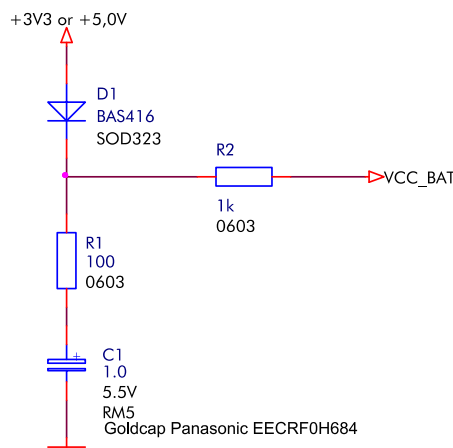 +3V3 or +5,0V
D1
BAS416
SOD323
R2
VCC_BAT
1k
0603
R1
100
0603
C1
+
1.0
5.5V
RM5
Goldcap Panasonic EECRF0H684